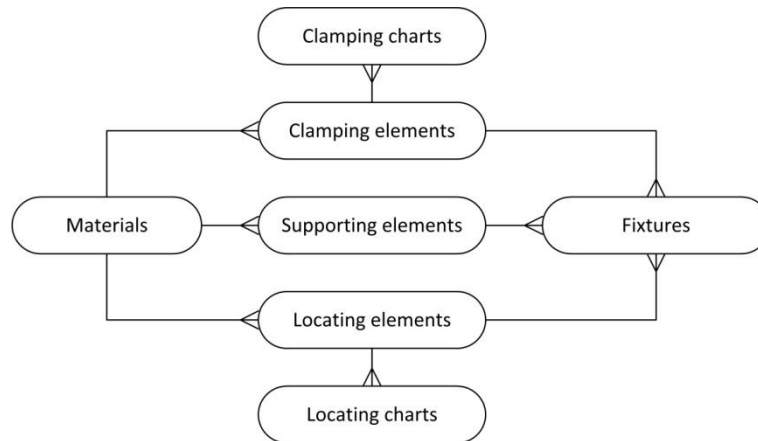 Clamping charts
Clamping elements
Materials
Supporting elements
Fixtures
Locating elements
Locating charts